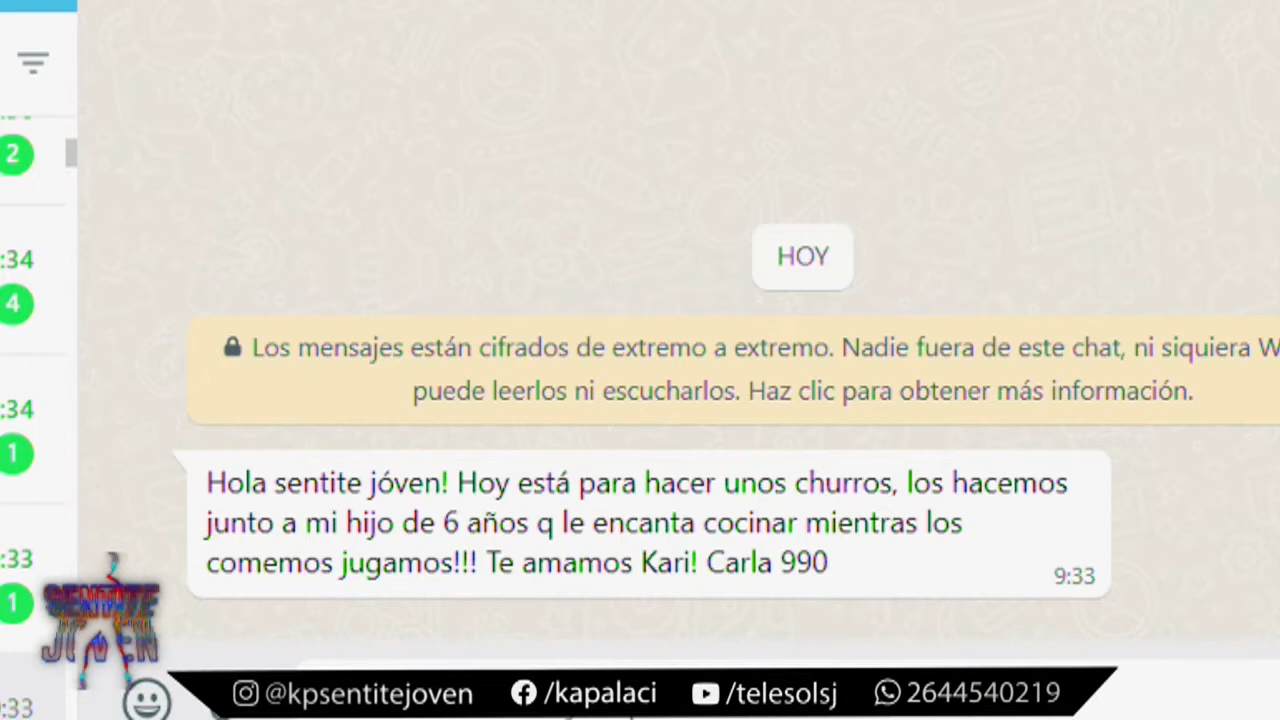 2
:34
4
:34
1
:33
1
:33
HOY
Los mensajes están cifrados de extremo a extremo. Nadie fuera de este chat, ni siquiera W
puede leerlos ni escucharlos. Haz clic para obtener más información.
Hola sentite jóven! Hoy está para hacer unos churros, los hacemos
junto a mi hijo de 6 años q le encanta cocinar mientras los
comemos jugamos!!! Te amamos Kari! Carla 990
9:33
SENTITE
JOVEN
@kpsentitejoven /kapalaci /telesolsj 2644540219